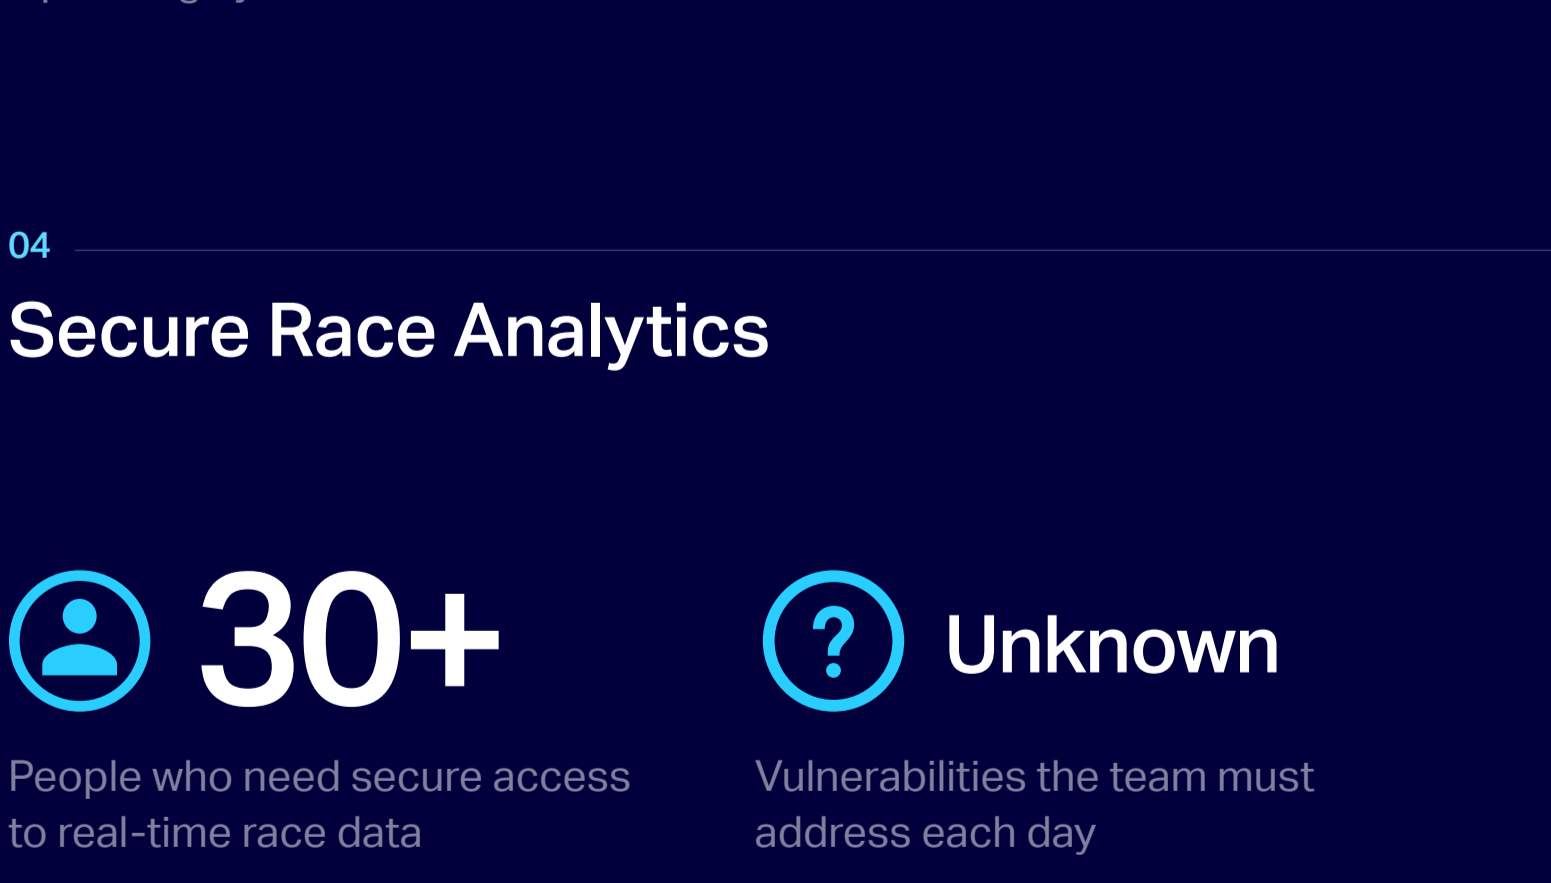 04
Secure Race Analytics
30+
Unknown
People who need secure access
to real-time race data
Vulnerabilities the team must
address each day